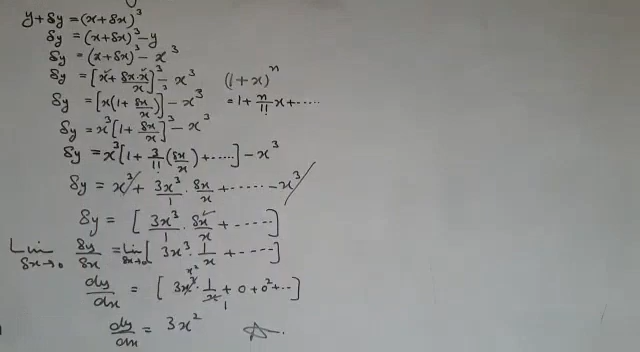 y + δy = (x + δx)³
δy = (x + δx)³ - y
δy = (x + δx)³ - x³
δy = [x + δx·x/x]³ - x³ (1 + x)ⁿ
δy = [x(1 + δx/x)]³ - x³ = 1 + n/1! x + ......
δy = x³[1 + δx/x]³ - x³
δy = x³[1 + 3/1! (δx/x) + .....] - x³
δy = x³ + 3x³/1 · δx/x + ...... - x³
δy = [3x³/1 · δx/x + .....]
Lim δx→0 δy/δx = Lim δx→0 [3x³ · 1/x + .....]
dy/dx = [3x³ x² · 1/x 1 + 0 + 0² + ...]
dy/dx = 3x²